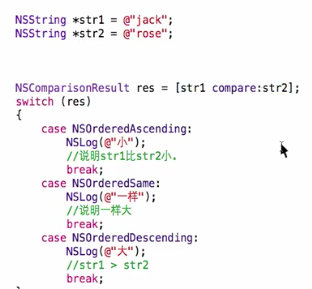 NSString *str1 = @"jack";
NSString *str2 = @"rose";
NSComparisonResult res = [str1 compare:str2];
switch (res)
{
case NSOrderedAscending:
NSLog(@"小");
//说明str1比str2小.
break;
case NSOrderedSame:
NSLog(@"一样");
//说明一样大
break;
case NSOrderedDescending:
NSLog(@"大");
//str1 > str2
break;
}